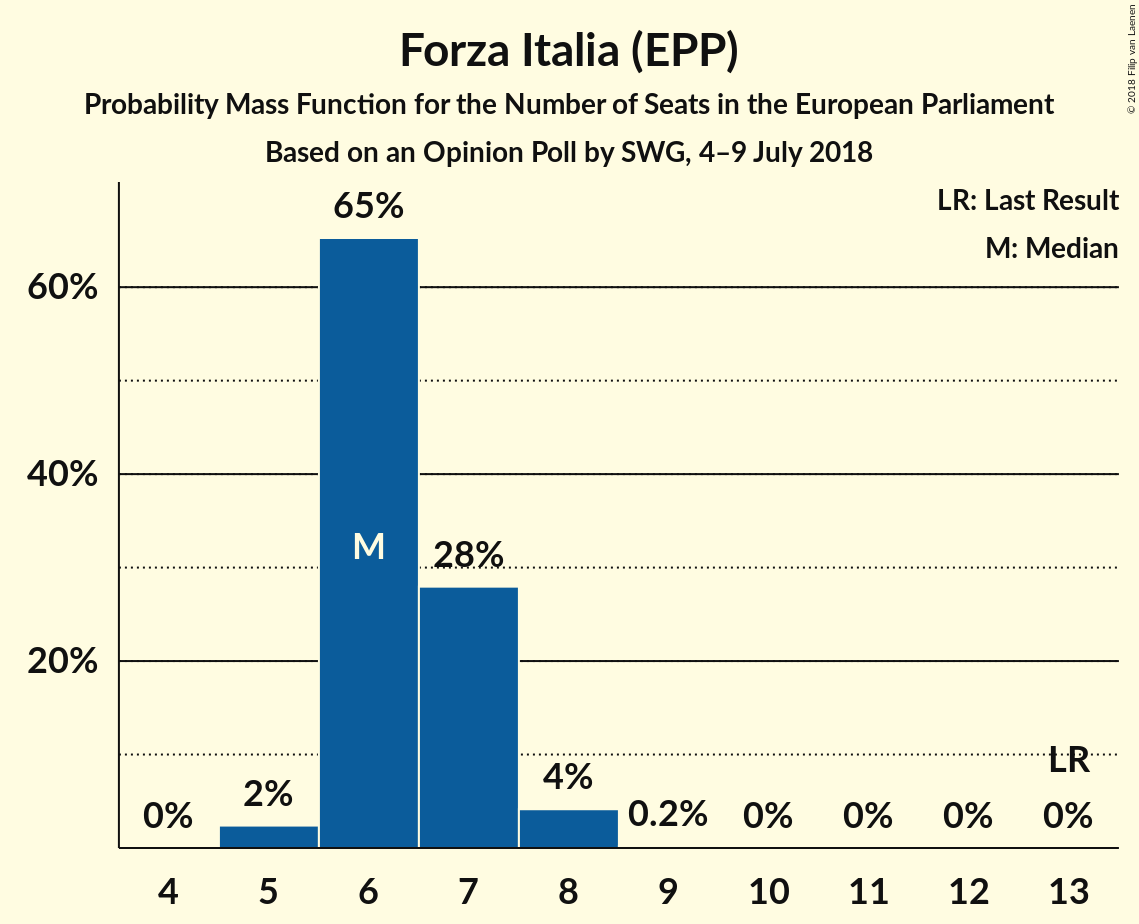 Forza Italia (EPP)
Probability Mass Function for the Number of Seats in the European Parliament
Based on an Opinion Poll by SWG, 4–9 July 2018
© 2018 Filip van Laenen
LR: Last Result
M: Median
60%
40%
20%
0%
2%
65%
M
28%
4%
0.2%
0%
0%
0%
LR
0%
4 5 6 7 8 9 10 11 12 13